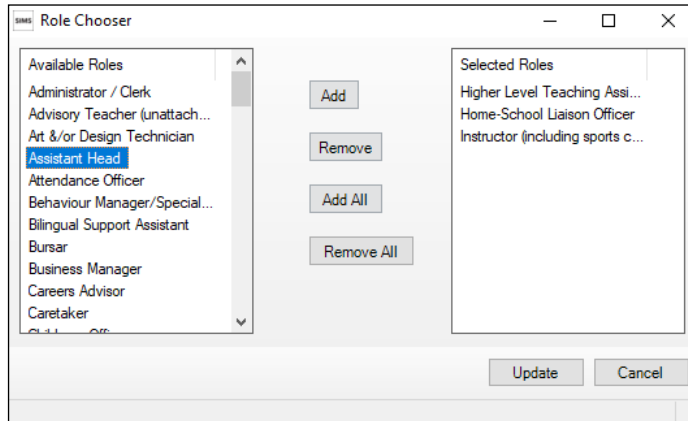 SIMS Role Chooser
Available Roles
Administrator / Clerk
Advisory Teacher (unattach...
Art &/or Design Technician
Assistant Head
Attendance Officer
Behaviour Manager/Special...
Bilingual Support Assistant
Bursar
Business Manager
Careers Advisor
Caretaker
Add
Remove
Add All
Remove All
Selected Roles
Higher Level Teaching Assi...
Home-School Liaison Officer
Instructor (including sports c...
Update
Cancel